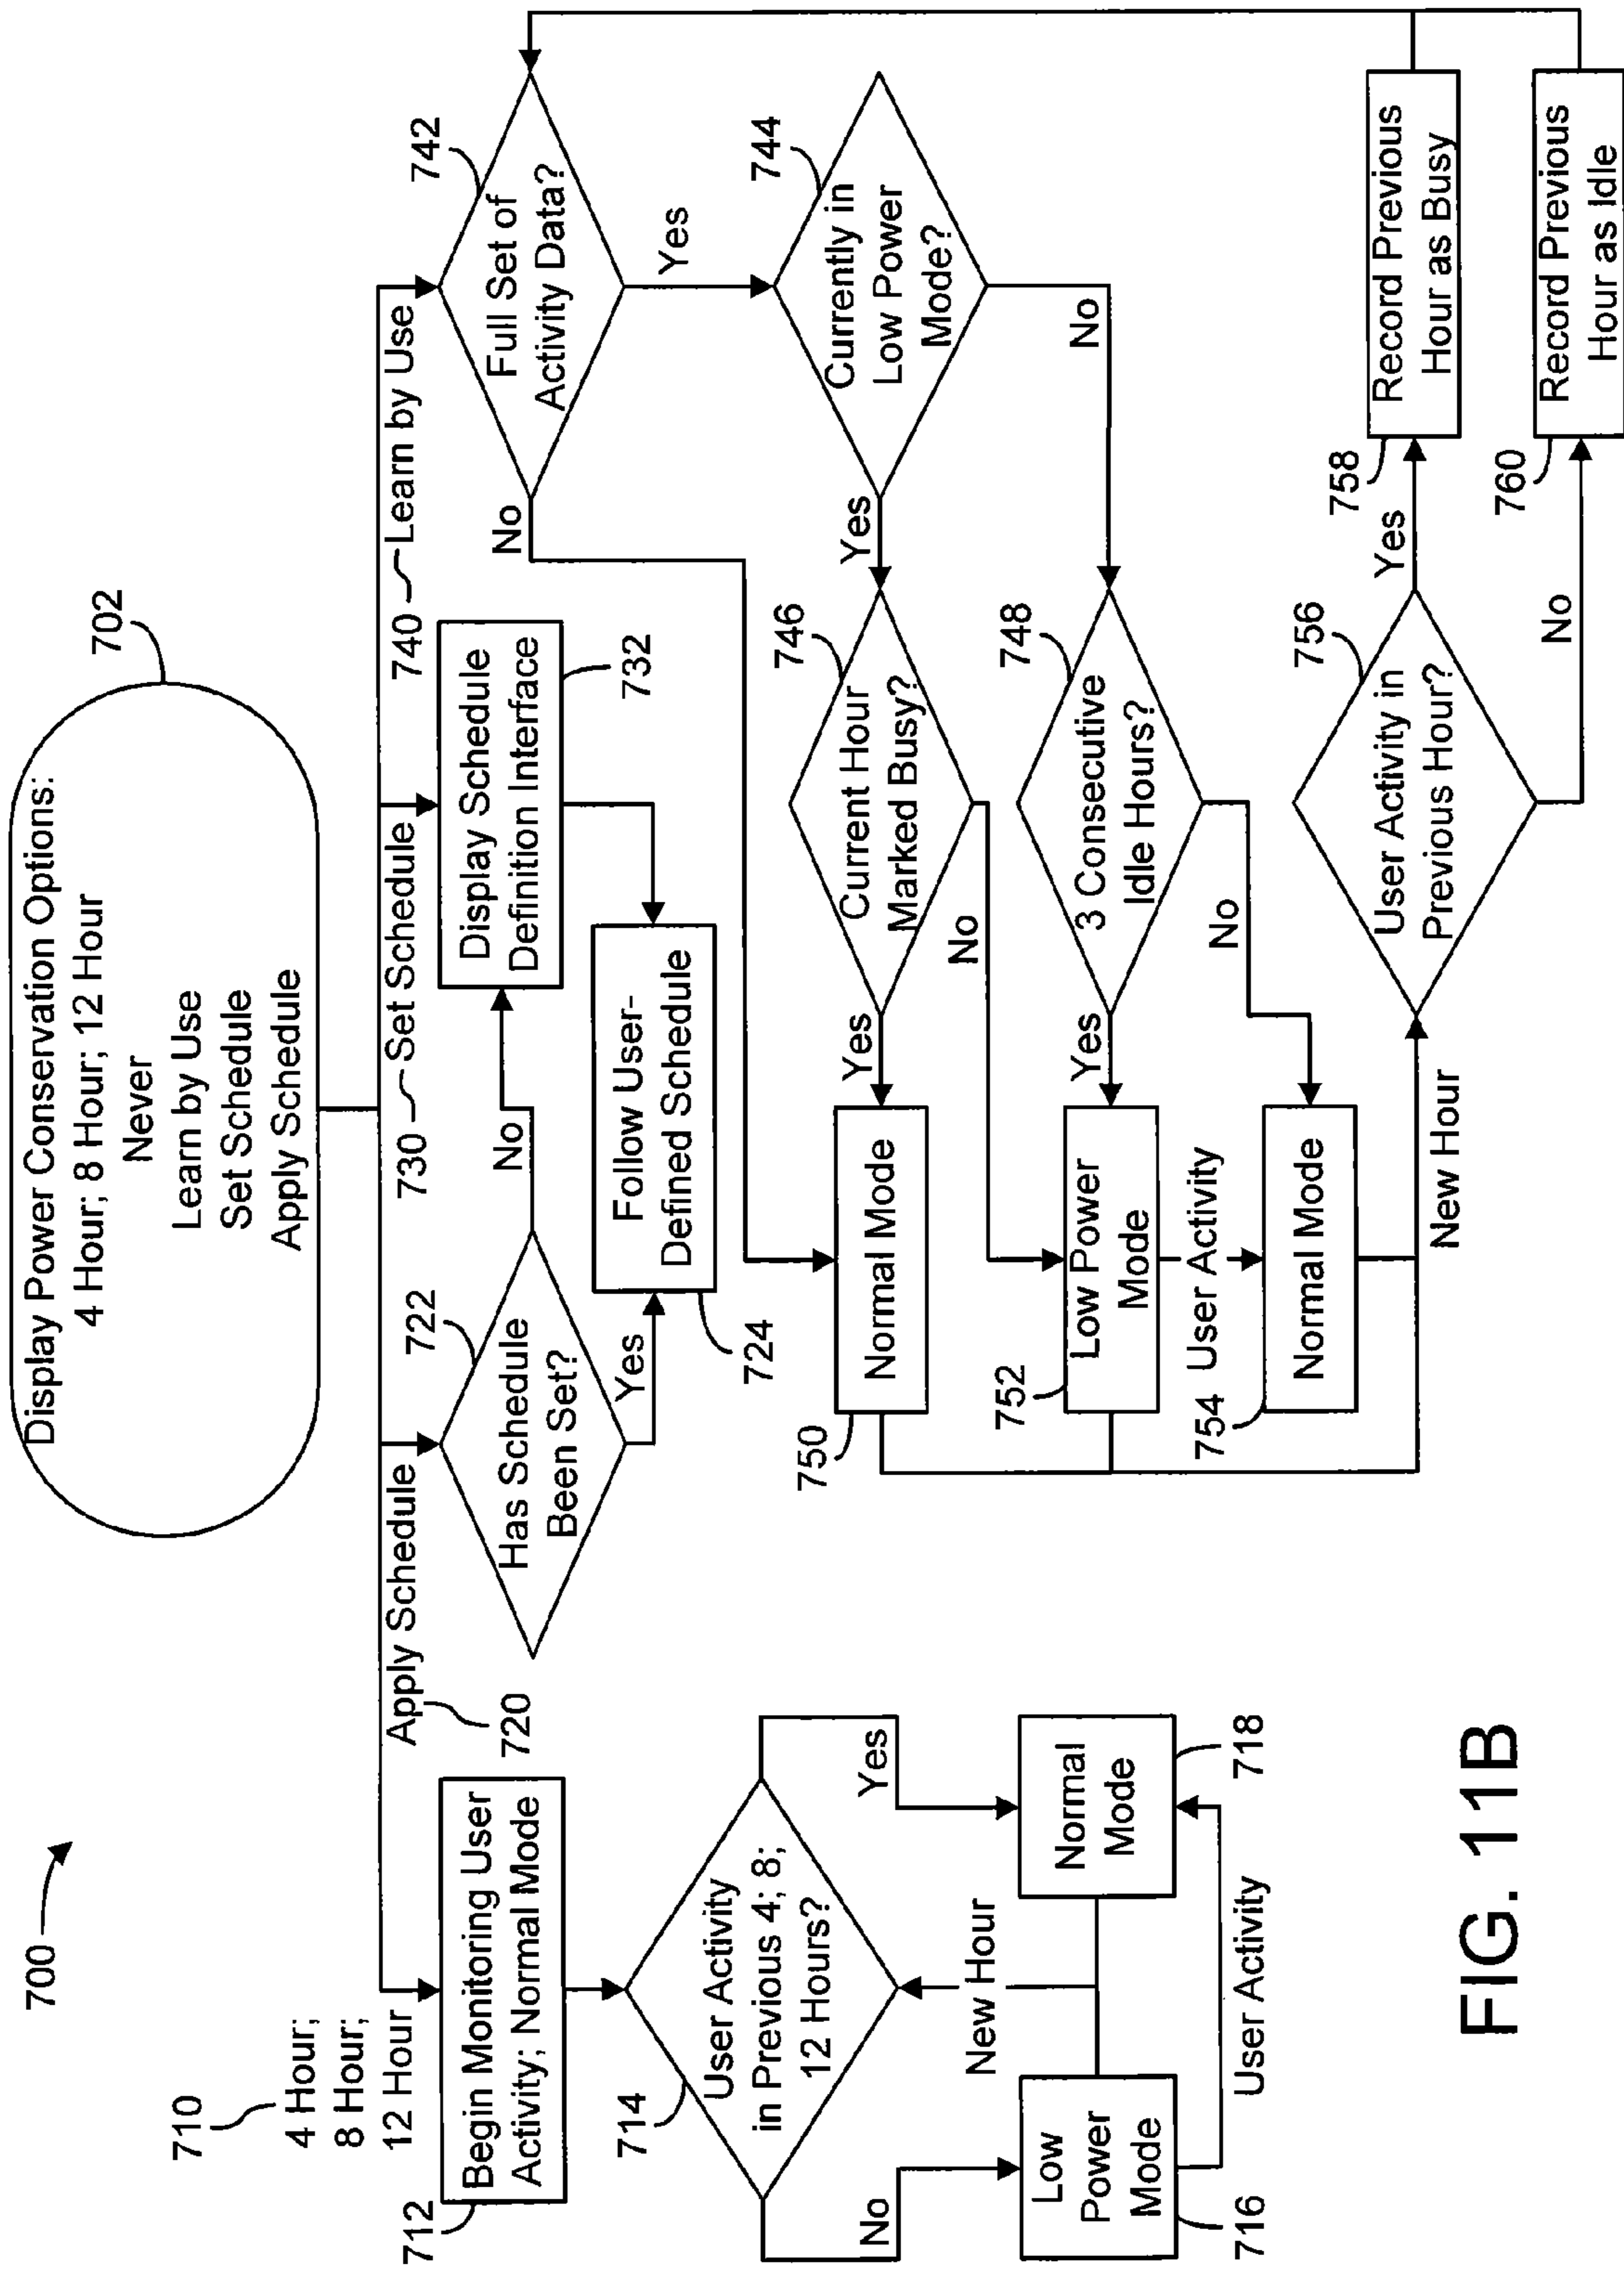 700
Display Power Conservation Options:
4 Hour; 8 Hour; 12 Hour
Never
Learn by Use
Set Schedule
Apply Schedule
702
710
4 Hour;
8 Hour;
12 Hour
Apply Schedule
720
730
Set Schedule
740
Learn by Use
712
Begin Monitoring User
Activity; Normal Mode
714
User Activity
in Previous 4; 8;
12 Hours?
No
Yes
New Hour
Low
Power
Mode
716
Normal
Mode
718
User Activity
722
Has Schedule
Been Set?
No
Yes
724
Follow User-
Defined Schedule
Display Schedule
Definition Interface
732
742
Full Set of
Activity Data?
No
Yes
744
Currently in
Low Power
Mode?
Yes
No
746
Current Hour
Marked Busy?
Yes
No
748
3 Consecutive
Idle Hours?
Yes
No
750
Normal Mode
752
Low Power
Mode
User Activity
754
Normal Mode
New Hour
756
User Activity in
Previous Hour?
Yes
No
758
Record Previous
Hour as Busy
760
Record Previous
Hour as Idle
FIG. 11B